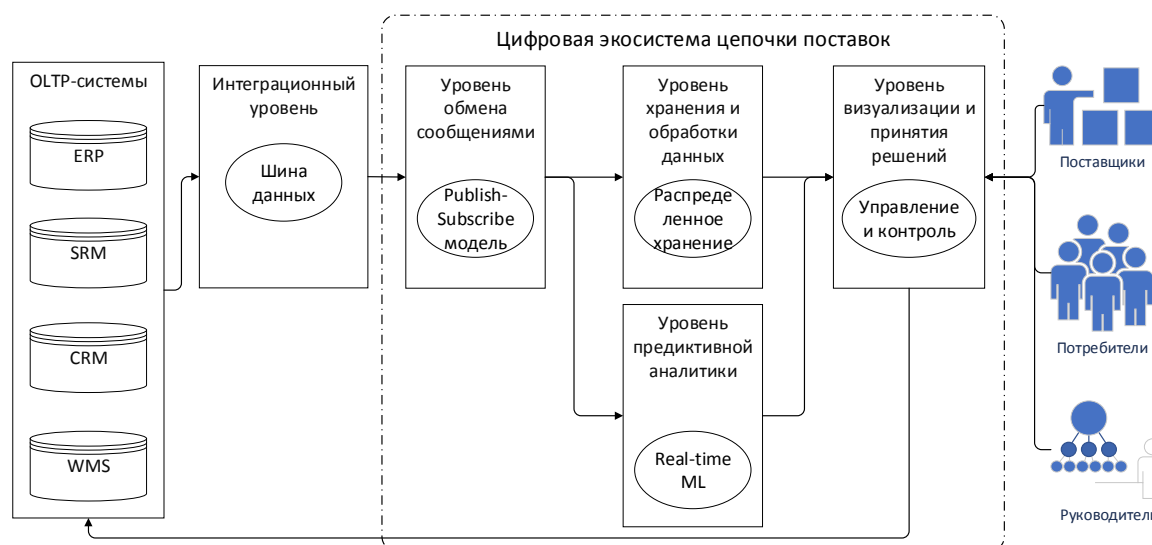 Цифровая экосистема цепочки поставок
OLTP-системы
ERP
SRM
CRM
WMS
Интеграционный
уровень
Шина
данных
Уровень
обмена
сообщениями
Publish-
Subscribe
модель
Уровень
хранения и
обработки
данных
Распреде
ленное
хранение
Уровень
предиктивной
аналитики
Real-time
ML
Уровень
визуализации и
принятия
решений
Управление
и контроль
Поставщики
Потребители
Руководители